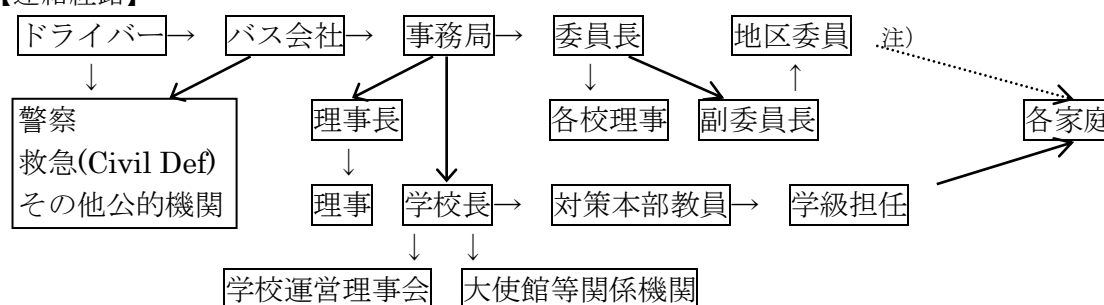 【連絡経路】
ドライバー→ バス会社→ 事務局→ 委員長 地区委員 注)
↓ ↓ ↑
警察 理事長 各校理事 副委員長 各家庭
救急(Civil Def) ↓
その他公的機関 理事 学校長→ 対策本部教員→ 学級担任
↓ ↓
学校運営理事会 大使館等関係機関